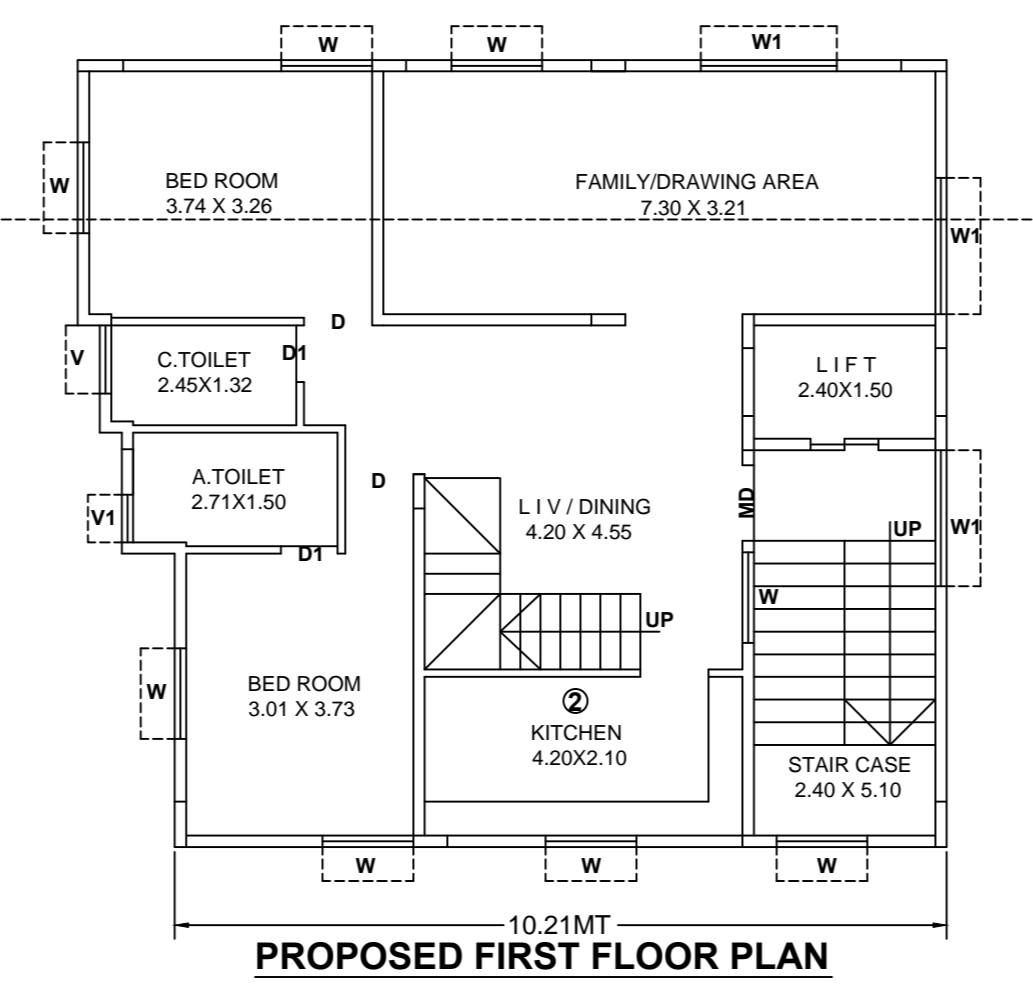 W
W
W1
W
BED ROOM
3.74 X 3.26
FAMILY/DRAWING AREA
7.30 X 3.21
W1
D
V
C.TOILET
2.45X1.32
D1
L I F T
2.40X1.50
A.TOILET
2.71X1.50
D
V1
D1
L I V / DINING
4.20 X 4.55
MD
UP
W1
W
UP
W
BED ROOM
3.01 X 3.73
2
KITCHEN
4.20X2.10
STAIR CASE
2.40 X 5.10
W
W
W
10.21MT
PROPOSED FIRST FLOOR PLAN